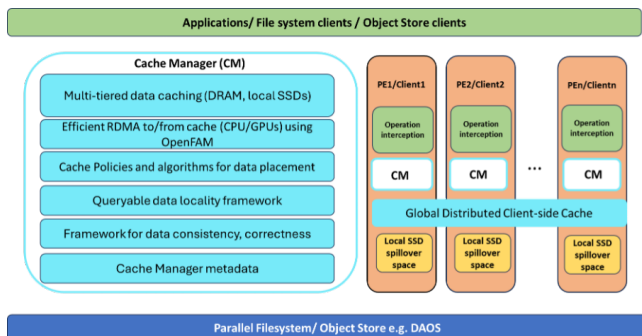 Applications/ File system clients / Object Store clients
Cache Manager (CM)
Multi-tiered data caching (DRAM, local SSDs)
Efficient RDMA to/from cache (CPU/GPUs) using
OpenFAM
Cache Policies and algorithms for data placement
Queryable data locality framework
Framework for data consistency, correctness
Cache Manager metadata
PE1/Client1
Operation
interception
CM
PE2/Client2
Operation
interception
CM
...
PEn/Clientn
Operation
interception
CM
Global Distributed Client-side Cache
Local SSD
spillover
space
Local SSD
spillover
space
Local SSD
spillover
space
Parallel Filesystem/ Object Store e.g. DAOS